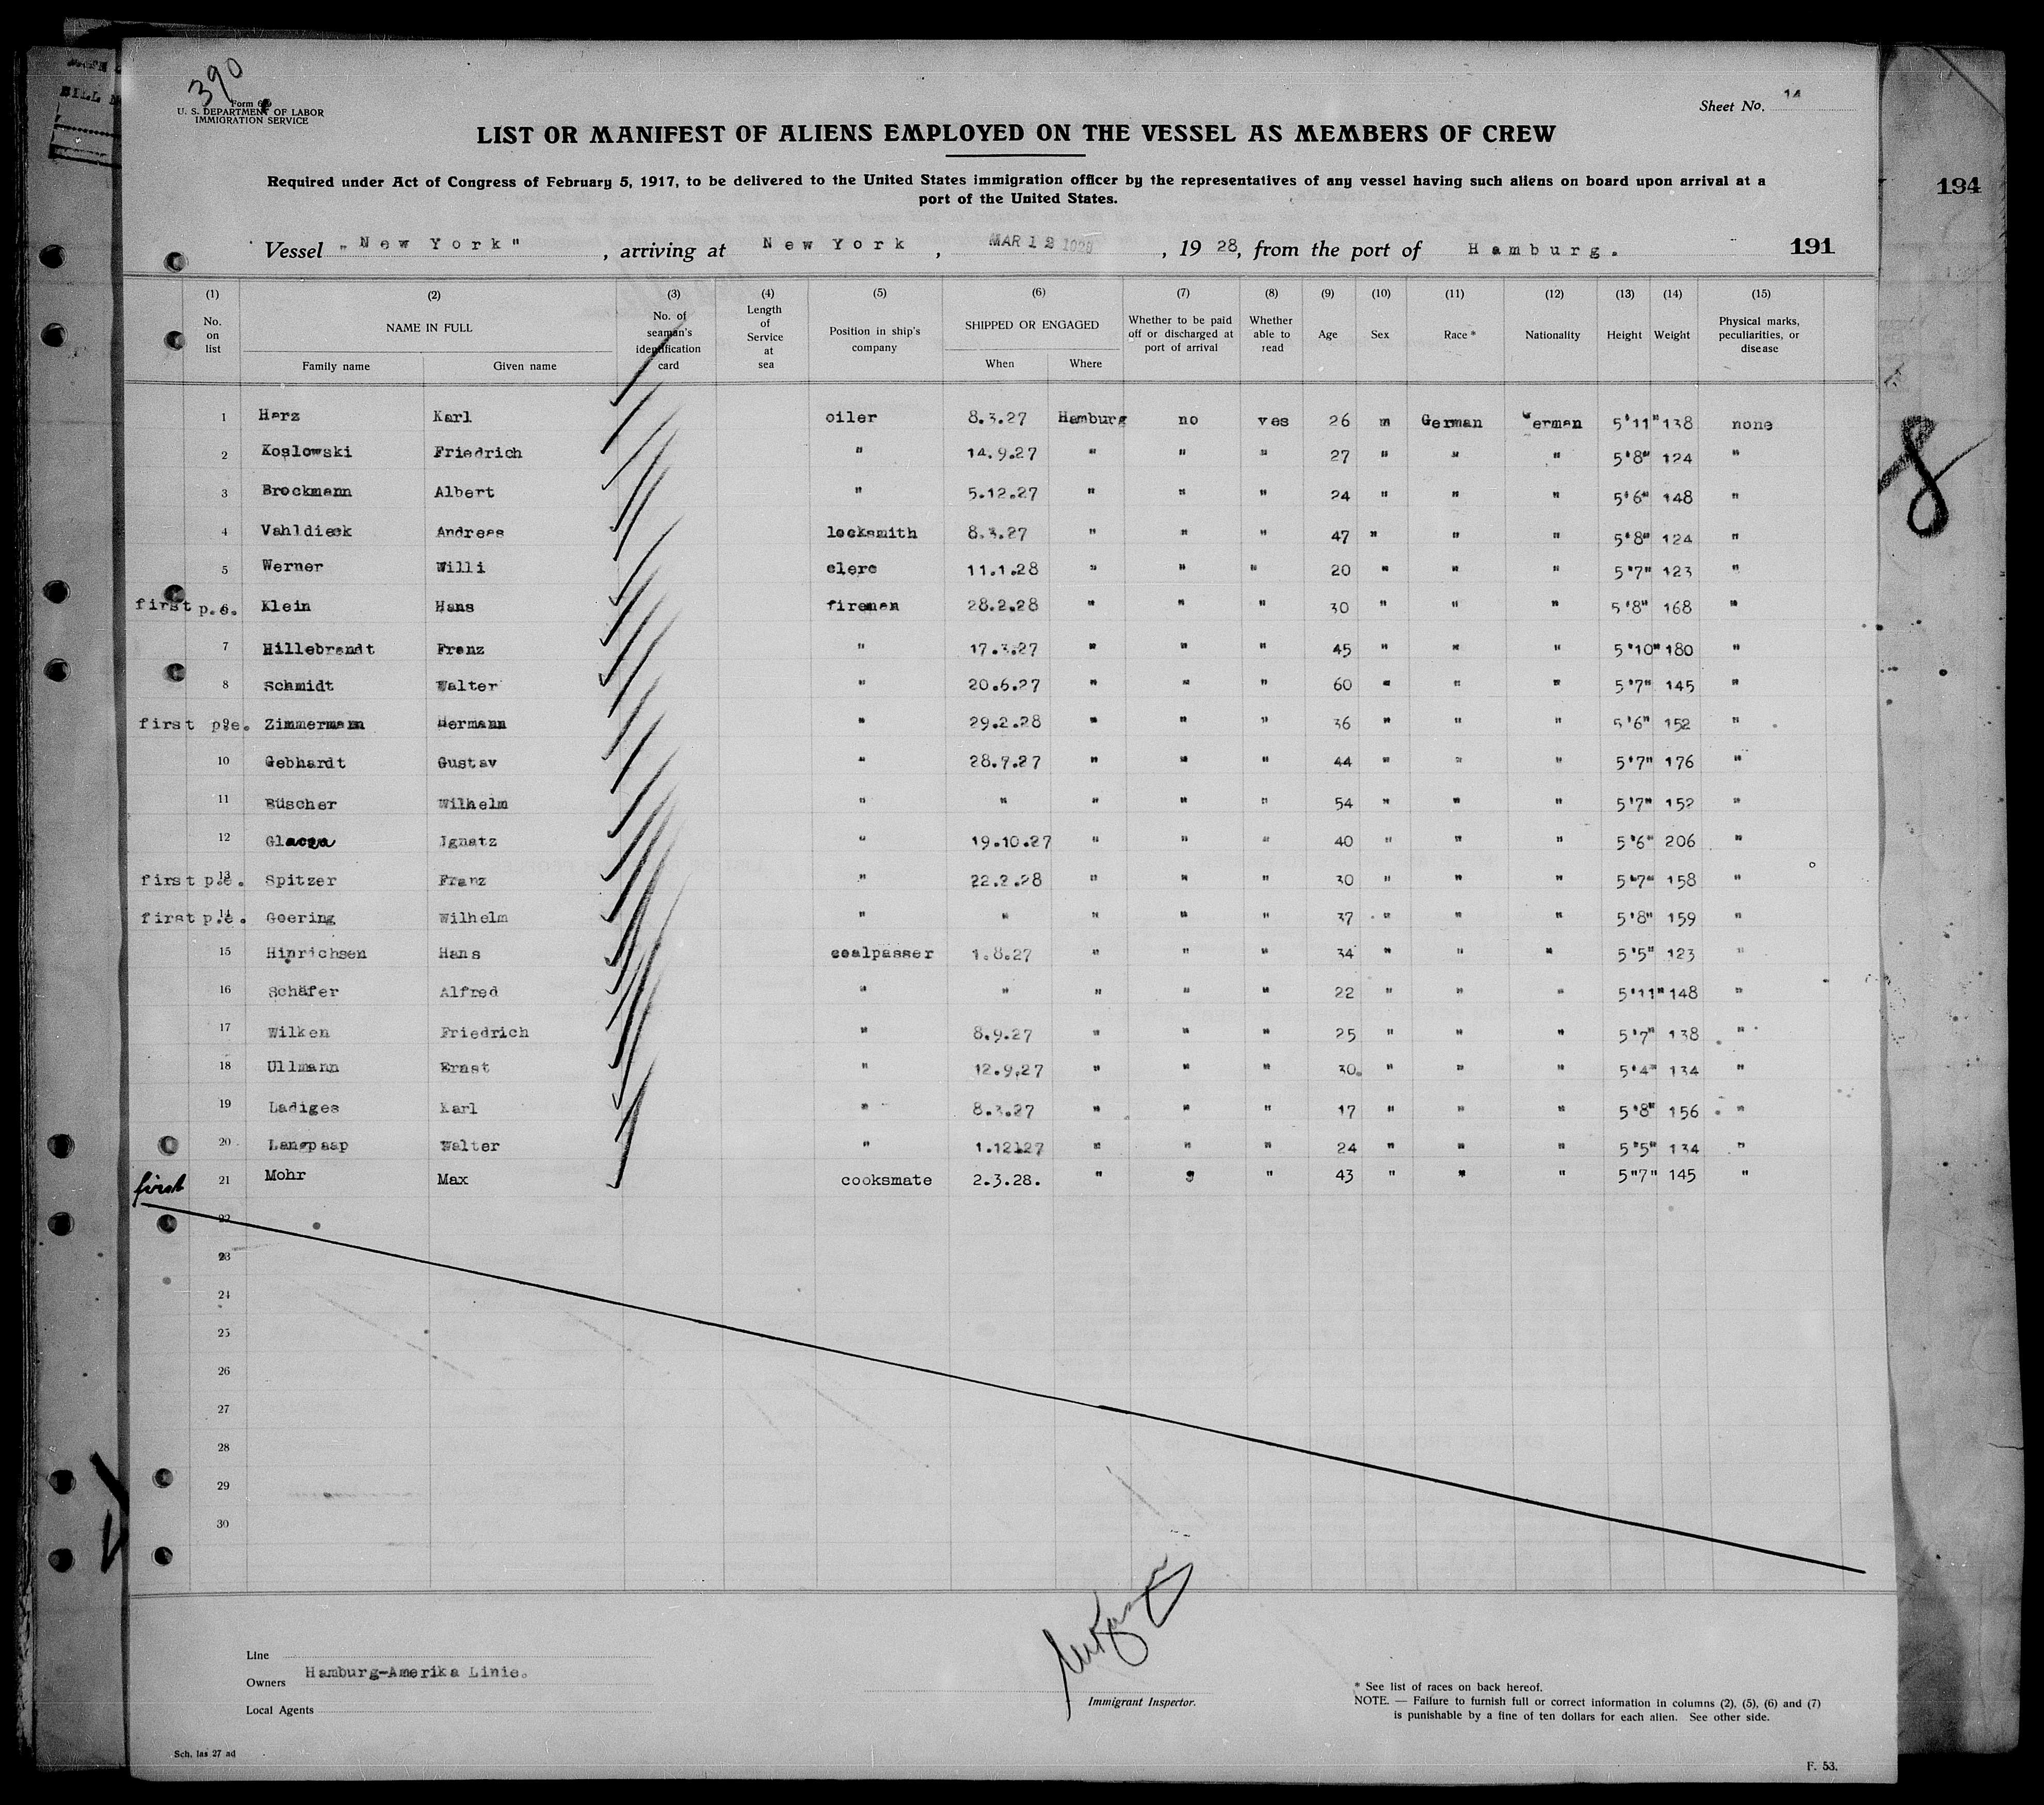 390
Form 6
U. S. DEPARTMENT OF LABOR
IMMIGRATION SERVICE
Sheet No. 14
LIST OR MANIFEST OF ALIENS EMPLOYED ON THE VESSEL AS MEMBERS OF CREW
Required under Act of Congress of February 5, 1917, to be delivered to the United States immigration officer by the representatives of any vessel having such aliens on board upon arrival at a
port of the United States.
194
Vessel „New York", arriving at New York, MAR 12, 1928, from the port of Hamburg. 191
(1) (2) (3) (4) (5) (6) (7) (8) (9) (10) (11) (12) (13) (14) (15)
No. on list NAME IN FULL Family name Given name No. of seaman's identification card Length of Service at sea Position in ship's company SHIPPED OR ENGAGED When Where Whether to be paid off or discharged at port of arrival Whether able to read Age Sex Race* Nationality Height Weight Physical marks, peculiarities, or disease
1 Harz Karl oiler 8.3.27 Hamburg no yes 26 m German German 5'11" 138 none
2 Koslowski Friedrich " 14.9.27 " " " 27 " " " 5'8" 124 "
3 Brockmann Albert " 5.12.27 " " " 24 " " " 5'6" 148 "
4 Vahldieck Andreas locksmith 8.3.27 " " " 47 " " " 5'8" 124 "
5 Werner Willi clerc 11.1.28 " " " 20 " " " 5'7" 123 "
first p.e. 6 Klein Hans fireman 28.2.28 " " " 30 " " " 5'8" 168 "
7 Hillebrandt Franz " 17.3.27 " " " 45 " " " 5'10" 180 "
8 Schmidt Walter " 20.6.27 " " " 60 " " " 5'7" 145 "
first p.e. 9 Zimmermann Hermann " 29.2.28 " " " 36 " " " 5'6" 152 "
10 Gebhardt Gustav " 28.7.27 " " " 44 " " " 5'7" 176 "
11 Büscher Wilhelm " " " " " 54 " " " 5'7" 152 "
12 Ignatz " 19.10.27 " " " 40 " " " 5'6" 206 "
first p.e. 13 Spitzer Franz " 22.2.28 " " " 30 " " " 5'7" 158 "
first p.e. 14 Goering Wilhelm " " " " " 37 " " " 5'8" 159 "
15 Hinrichsen Hans coalpasser 1.8.27 " " " 34 " " " 5'5" 123 "
16 Schäfer Alfred " " " " " 22 " " " 5'11" 148 "
17 Wilken Friedrich " 8.9.27 " " " 25 " " " 5'7" 138 "
18 Ullmann Ernst " 12.9.27 " " " 30 " " " 5'4" 134 "
19 Ladiges Karl " 8.3.27 " " " 17 " " " 5'8" 156 "
20 Langpaap Walter " 1.12127 " " " 24 " " " 5"5" 134 "
first 21 Mohr Max cooksmate 2.3.28. " " " 43 " " " 5"7" 145 "
22
23
24
25
26
27
28
29
30
Line
Owners Hamburg-Amerika Linie.
Local Agents
Immigrant Inspector.
* See list of races on back hereof.
NOTE. — Failure to furnish full or correct information in columns (2), (5), (6) and (7)
is punishable by a fine of ten dollars for each alien. See other side.
Sch. las 27 ad
F. 53.
8